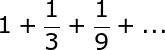 1 + 1/3 + 1/9 + ...